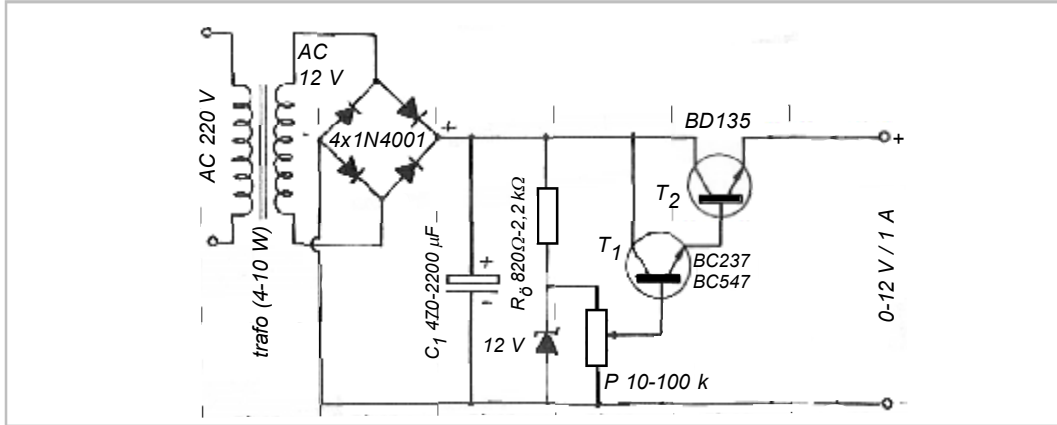 AC 220 V
trafo (4-10 W)
AC
12 V
-
4x1N4001
+
C1 470-2200 µF
+
-
Rö 820Ω-2,2 kΩ
12 V
P 10-100 k
T1
BC237
BC547
T2
BD135
+
0-12 V / 1 A
-